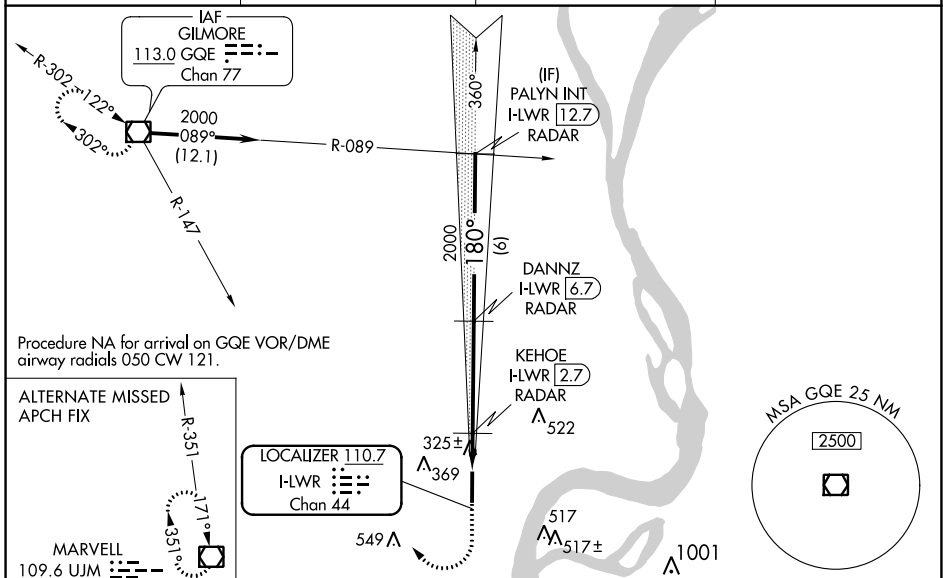 IAF
GILMORE
113.0 GQE
Chan 77
R-302
122°
302°
2000
089°
(12.1)
R-089
R-147
360°
(IF)
PALYN INT
I-LWR 12.7
RADAR
2000
180°
(6)
DANNZ
I-LWR 6.7
RADAR
KEHOE
I-LWR 2.7
RADAR
522
325±
369
Procedure NA for arrival on GQE VOR/DME
airway radials 050 CW 121.
ALTERNATE MISSED
APCH FIX
R-351
171°
351°
MARVELL
109.6 UJM
LOCALIZER 110.7
I-LWR
Chan 44
549
517
517±
1001
MSA GQE 25 NM
2500